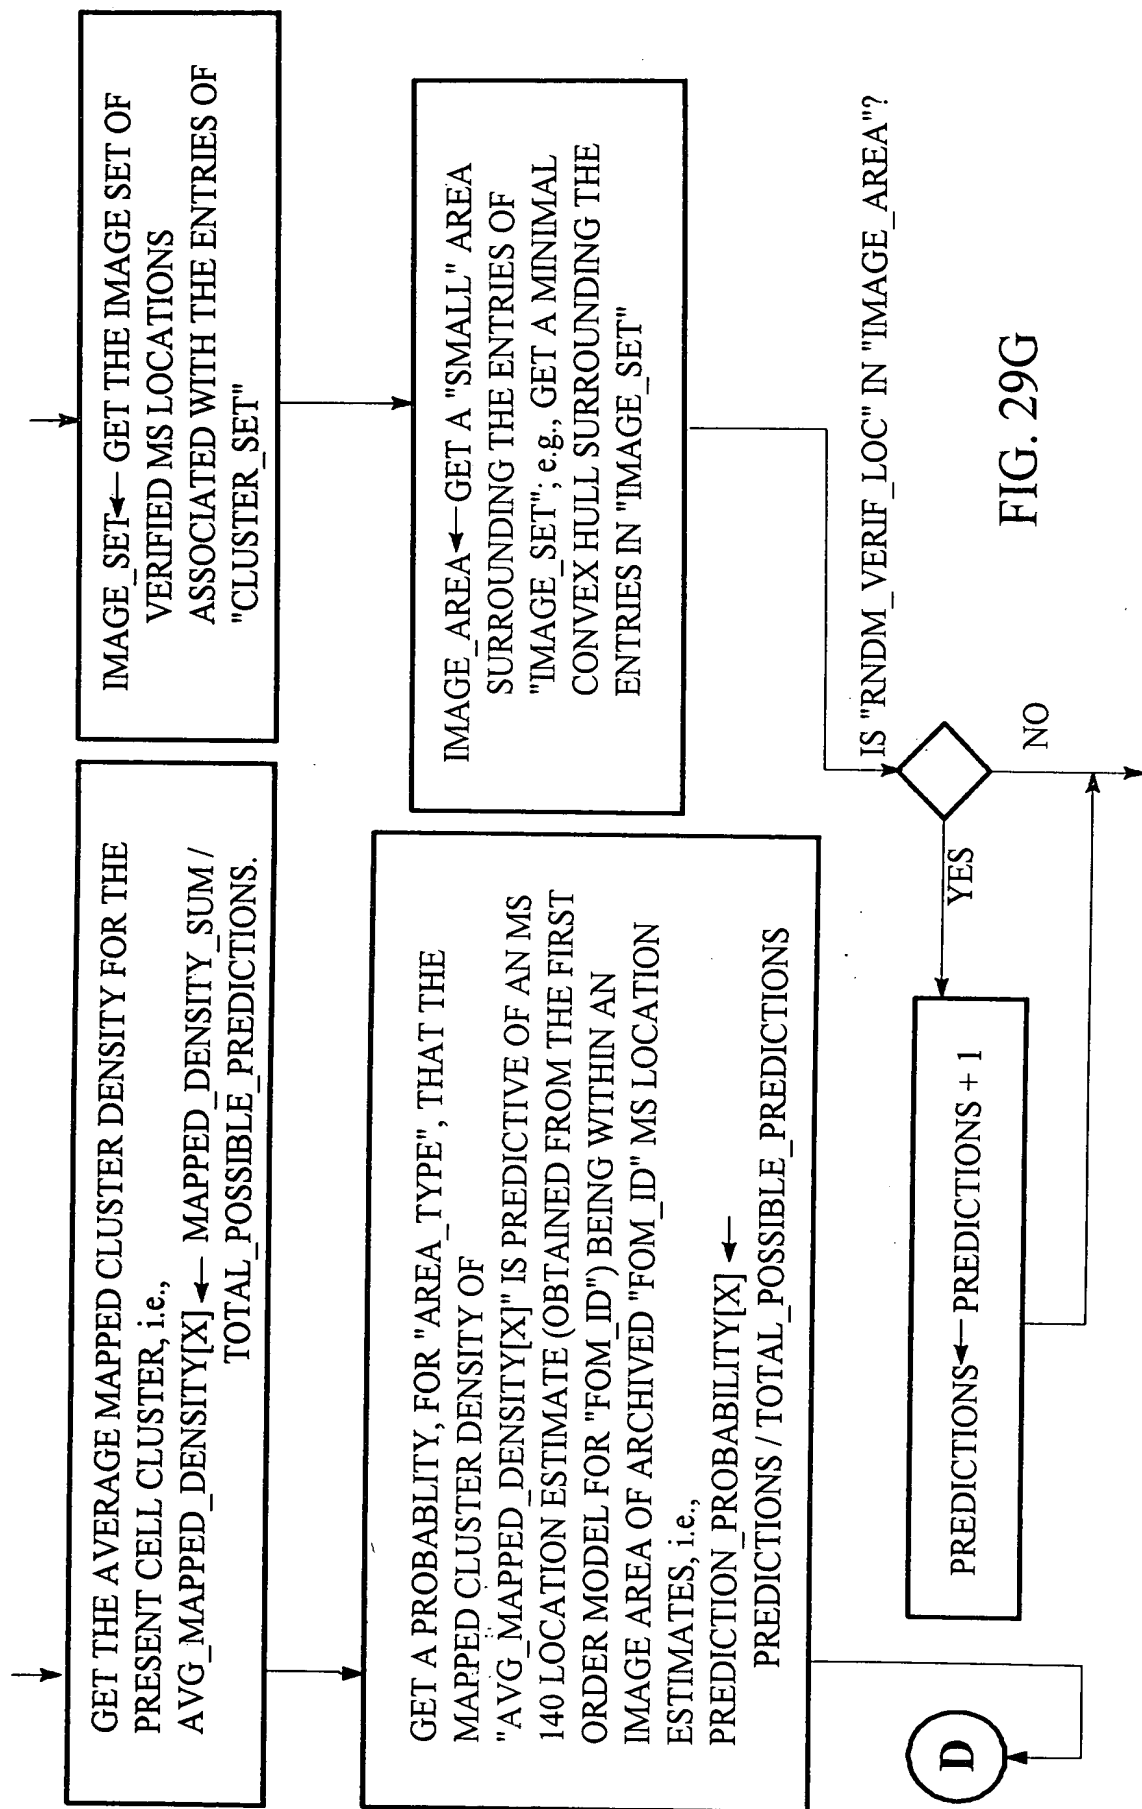 GET THE AVERAGE MAPPED CLUSTER DENSITY FOR THE
PRESENT CELL CLUSTER, i.e.,
AVG_MAPPED_DENSITY[X] ← MAPPED_DENSITY_SUM /
TOTAL_POSSIBLE_PREDICTIONS.
GET A PROBABLITY, FOR "AREA_TYPE", THAT THE
MAPPED CLUSTER DENSITY OF
"AVG_MAPPED_DENSITY[X]" IS PREDICTIVE OF AN MS
140 LOCATION ESTIMATE (OBTAINED FROM THE FIRST
ORDER MODEL FOR "FOM_ID") BEING WITHIN AN
IMAGE AREA OF ARCHIVED "FOM_ID" MS LOCATION
ESTIMATES, i.e.,
PREDICTION_PROBABILITY[X] ←
PREDICTIONS / TOTAL_POSSIBLE_PREDICTIONS
D
IMAGE_SET ← GET THE IMAGE SET OF
VERIFIED MS LOCATIONS
ASSOCIATED WITH THE ENTRIES OF
"CLUSTER_SET"
IMAGE_AREA ← GET A "SMALL" AREA
SURROUNDING THE ENTRIES OF
"IMAGE_SET"; e.g., GET A MINIMAL
CONVEX HULL SURROUNDING THE
ENTRIES IN "IMAGE_SET"
IS "RNDM_VERIF_LOC" IN "IMAGE_AREA"?
YES
NO
PREDICTIONS ← PREDICTIONS + 1
FIG. 29G